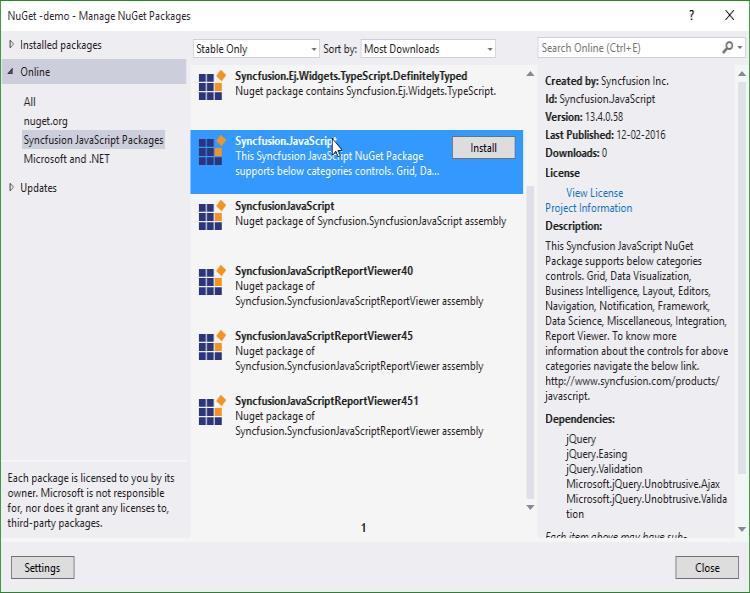 NuGet -demo - Manage NuGet Packages
?
X
Installed packages
Online
All
nuget.org
Syncfusion JavaScript Packages
Microsoft and .NET
Updates
Each package is licensed to you by its
owner. Microsoft is not responsible
for, nor does it grant any licenses to,
third-party packages.
Stable Only
Sort by:
Most Downloads
Syncfusion.Ej.Widgets.TypeScript.DefinitelyTyped
Nuget package contains Syncfusion.Ej.Widgets.TypeScript.
Syncfusion.JavaScript
Install
This Syncfusion JavaScript NuGet Package
supports below categories controls. Grid, Da...
SyncfusionJavaScript
Nuget package of Syncfusion.SyncfusionJavaScript assembly
SyncfusionJavaScriptReportViewer40
Nuget package of
Syncfusion.SyncfusionJavaScriptReportViewer assembly
SyncfusionJavaScriptReportViewer45
Nuget package of
Syncfusion.SyncfusionJavaScriptReportViewer assembly
SyncfusionJavaScriptReportViewer451
Nuget package of
Syncfusion.SyncfusionJavaScriptReportViewer assembly
1
Search Online (Ctrl+E)
Created by: Syncfusion Inc.
Id: Syncfusion.JavaScript
Version: 13.4.0.58
Last Published: 12-02-2016
Downloads: 0
License
View License
Project Information
Description:
This Syncfusion JavaScript NuGet
Package supports below categories
controls. Grid, Data Visualization,
Business Intelligence, Layout, Editors,
Navigation, Notification, Framework,
Data Science, Miscellaneous, Integration,
Report Viewer. To know more
information about the controls for above
categories navigate the below link.
http://www.syncfusion.com/products/
javascript.
Dependencies:
jQuery
jQuery.Easing
jQuery.Validation
Microsoft.jQuery.Unobtrusive.Ajax
Microsoft.jQuery.Unobtrusive.Valida
tion
Each item above may have sub-
Settings
Close